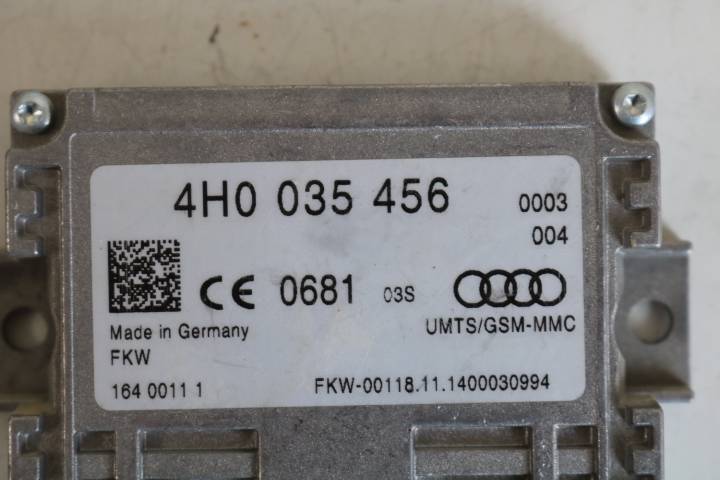 4H0 035 456 0003
004
CE 0681 03S
Made in Germany UMTS/GSM-MMC
FKW
164 0011 1 FKW-00118.11.1400030994